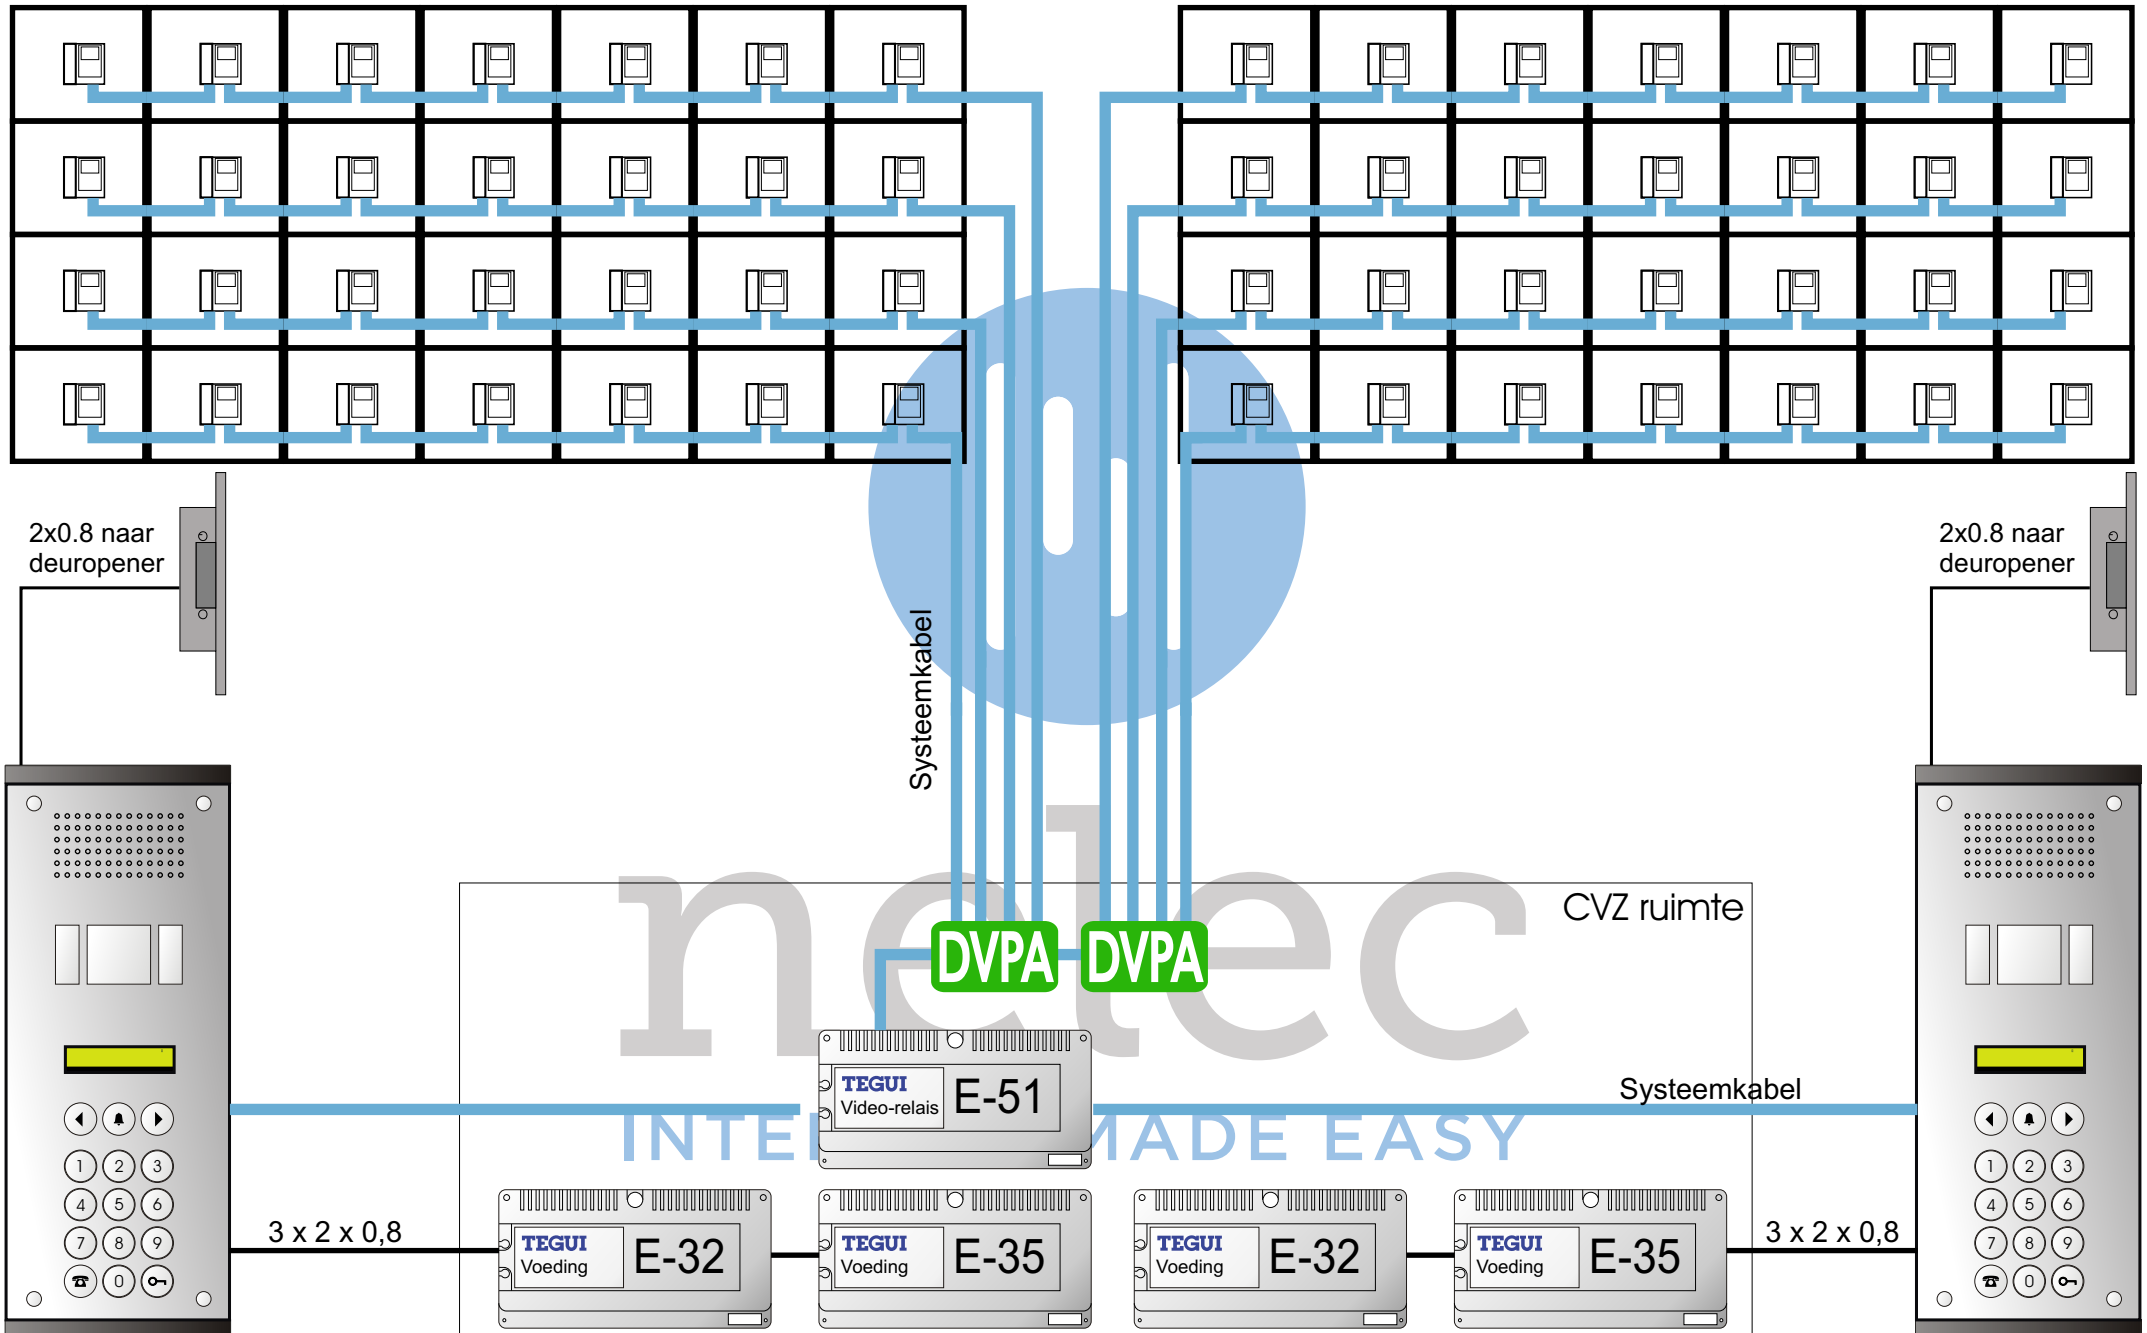 2x0.8 naar
deuropener
2x0.8 naar
deuropener
Systeemkabel
nelec
CVZ ruimte
DVPA
DVPA
TEGUI
Video-relais
E-51
Systeemkabel
MADE EASY
1 2 3
4 5 6
7 8 9
0
1 2 3
4 5 6
7 8 9
0
3 x 2 x 0,8
TEGUI
Voeding
E-32
TEGUI
Voeding
E-35
TEGUI
Voeding
E-32
TEGUI
Voeding
E-35
3 x 2 x 0,8